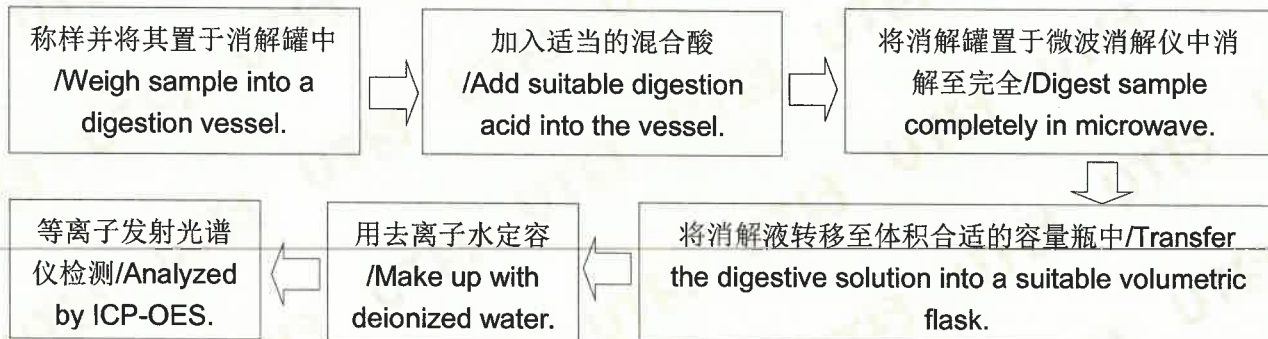 称样并将其置于消解罐中
/Weigh sample into a
digestion vessel.
加入适当的混合酸
/Add suitable digestion
acid into the vessel.
将消解罐置于微波消解仪中消
解至完全/Digest sample
completely in microwave.
将消解液转移至体积合适的容量瓶中/Transfer
the digestive solution into a suitable volumetric
flask.
用去离子水定容
/Make up with
deionized water.
等离子发射光谱
仪检测/Analyzed
by ICP-OES.